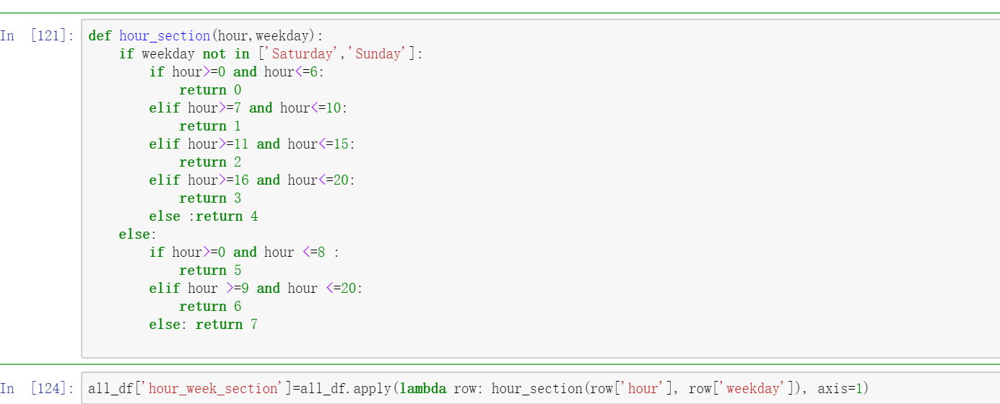 In [121]: def hour_section(hour,weekday):
    if weekday not in ['Saturday','Sunday']:
        if hour>=0 and hour<=6:
            return 0
        elif hour>=7 and hour<=10:
            return 1
        elif hour>=11 and hour<=15:
            return 2
        elif hour>=16 and hour<=20:
            return 3
        else :return 4
    else:
        if hour>=0 and hour <=8 :
            return 5
        elif hour >=9 and hour <=20:
            return 6
        else: return 7
In [124]: all_df['hour_week_section']=all_df.apply(lambda row: hour_section(row['hour'], row['weekday']), axis=1)